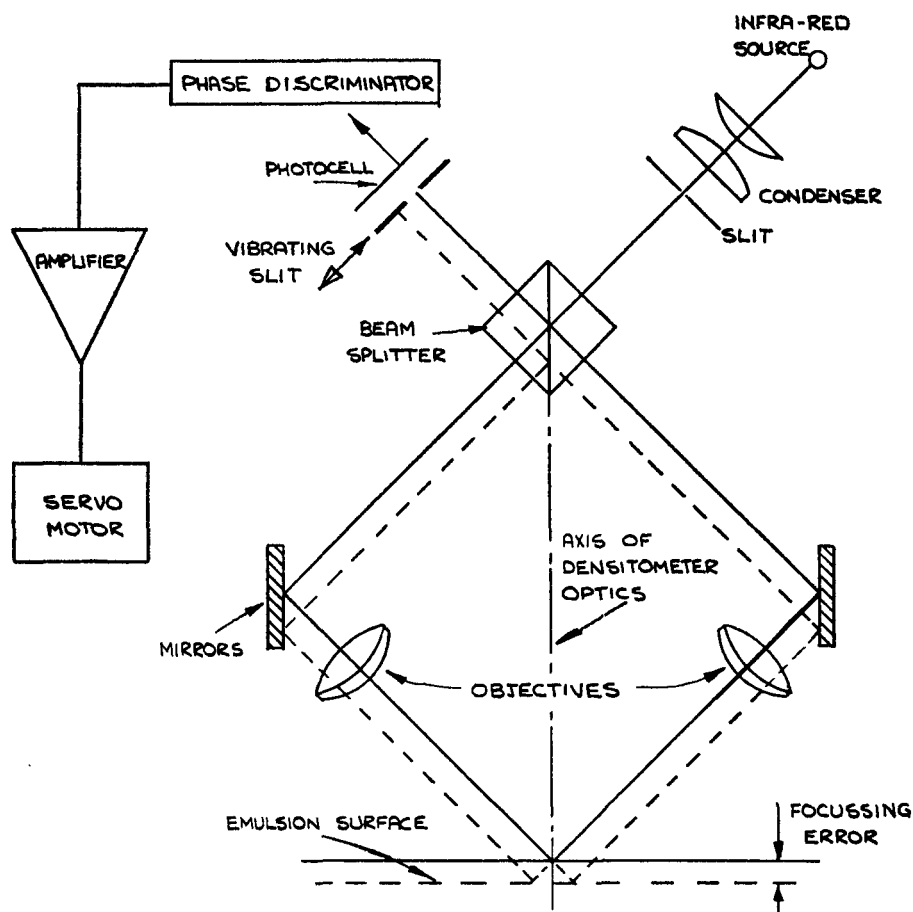 INFRA-RED
SOURCE
PHASE DISCRIMINATOR
PHOTOCELL
CONDENSER
SLIT
VIBRATING
SLIT
AMPLIFIER
BEAM
SPLITTER
SERVO
MOTOR
AXIS OF
DENSITOMETER
OPTICS
MIRRORS
OBJECTIVES
EMULSION SURFACE
FOCUSSING
ERROR